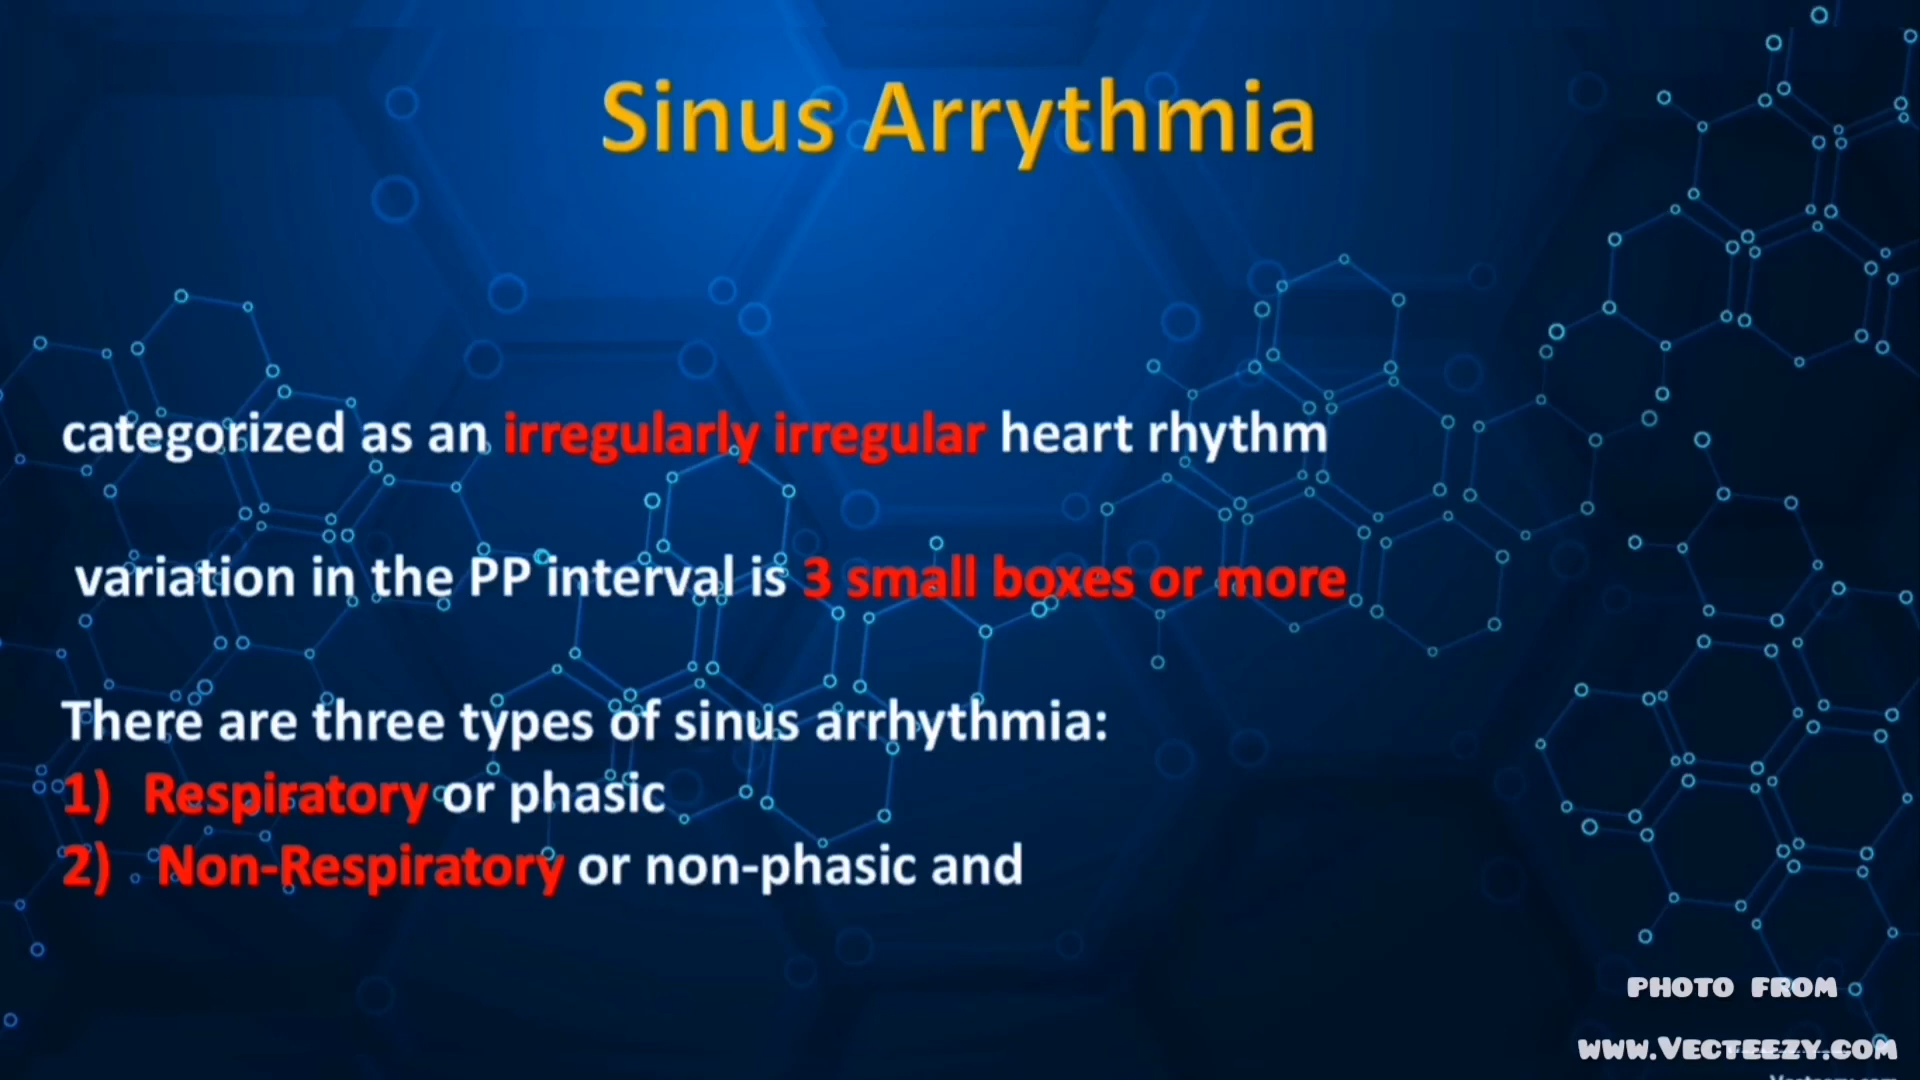 Sinus Arrythmia
categorized as an irregularly irregular heart rhythm
variation in the PP interval is 3 small boxes or more
There are three types of sinus arrhythmia:
1) Respiratory or phasic
2) Non-Respiratory or non-phasic and
PHOTO FROM
www.Vecteezy.com